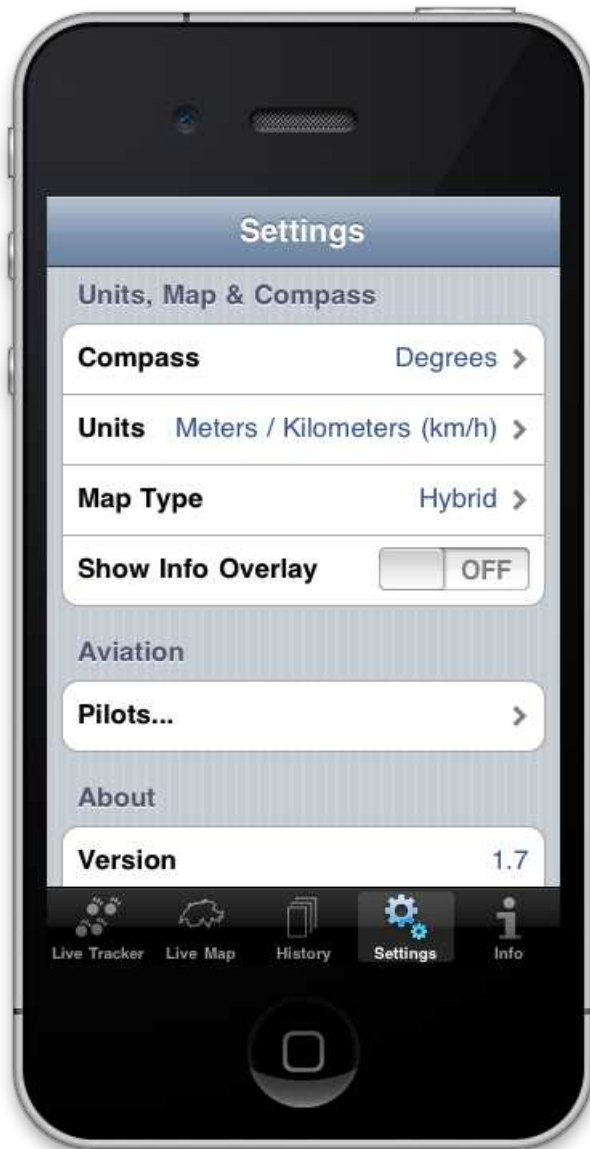 Settings
Units, Map & Compass
Compass Degrees
Units Meters / Kilometers (km/h)
Map Type Hybrid
Show Info Overlay OFF
Aviation
Pilots...
About
Version 1.7
Live Tracker Live Map History Settings Info